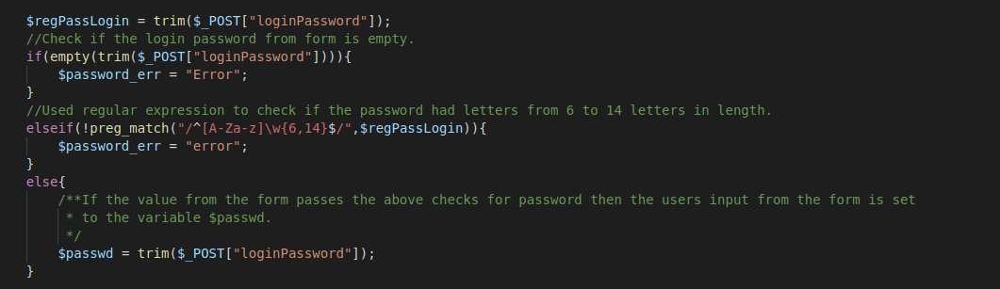 $regPassLogin = trim($_POST["loginPassword"]);
//Check if the login password from form is empty.
if(empty(trim($_POST["loginPassword"]))){
    $password_err = "Error";
}
//Used regular expression to check if the password had letters from 6 to 14 letters in length.
elseif(!preg_match("/^[A-Za-z]\w{6,14}$/",$regPassLogin)){
    $password_err = "error";
}
else{
    /**If the value from the form passes the above checks for password then the users input from the form is set
     * to the variable $passwd.
     */
    $passwd = trim($_POST["loginPassword"]);
}